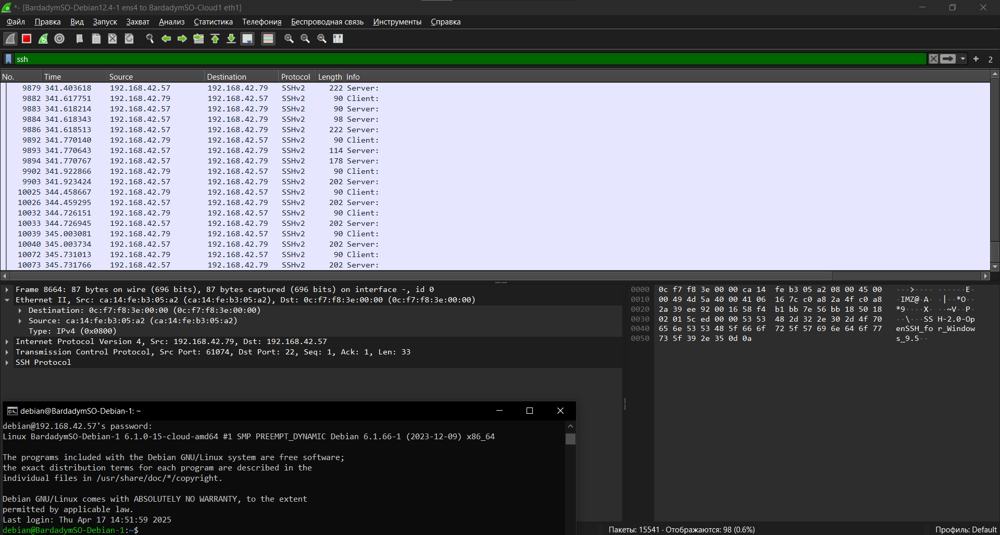 *- [BardadymSO-Debian12.4-1 ens4 to BardadymSO-Cloud1 eth1]
Файл Правка Вид Запуск Захват Анализ Статистика Телефония Беспроводная связь Инструменты Справка
ssh
2
No. Time Source Destination Protocol Length Info
9879 341.403618 192.168.42.57 192.168.42.79 SSHv2 222 Server:
9882 341.617751 192.168.42.79 192.168.42.57 SSHv2 90 Client:
9883 341.618214 192.168.42.57 192.168.42.79 SSHv2 90 Server:
9884 341.618343 192.168.42.57 192.168.42.79 SSHv2 98 Server:
9886 341.618513 192.168.42.57 192.168.42.79 SSHv2 222 Server:
9892 341.770140 192.168.42.79 192.168.42.57 SSHv2 90 Client:
9893 341.770643 192.168.42.57 192.168.42.79 SSHv2 114 Server:
9894 341.770767 192.168.42.57 192.168.42.79 SSHv2 178 Server:
9902 341.922866 192.168.42.79 192.168.42.57 SSHv2 90 Client:
9903 341.923424 192.168.42.57 192.168.42.79 SSHv2 202 Server:
10025 344.458667 192.168.42.79 192.168.42.57 SSHv2 90 Client:
10026 344.459295 192.168.42.57 192.168.42.79 SSHv2 202 Server:
10032 344.726151 192.168.42.79 192.168.42.57 SSHv2 90 Client:
10033 344.726945 192.168.42.57 192.168.42.79 SSHv2 202 Server:
10039 345.003081 192.168.42.79 192.168.42.57 SSHv2 90 Client:
10040 345.003734 192.168.42.57 192.168.42.79 SSHv2 202 Server:
10072 345.731013 192.168.42.79 192.168.42.57 SSHv2 90 Client:
10073 345.731766 192.168.42.57 192.168.42.79 SSHv2 202 Server:
Frame 8664: 87 bytes on wire (696 bits), 87 bytes captured (696 bits) on interface -, id 0
Ethernet II, Src: ca:14:fe:b3:05:a2 (ca:14:fe:b3:05:a2), Dst: 0c:f7:f8:3e:00:00 (0c:f7:f8:3e:00:00)
Destination: 0c:f7:f8:3e:00:00 (0c:f7:f8:3e:00:00)
Source: ca:14:fe:b3:05:a2 (ca:14:fe:b3:05:a2)
Type: IPv4 (0x0800)
Internet Protocol Version 4, Src: 192.168.42.79, Dst: 192.168.42.57
Transmission Control Protocol, Src Port: 61074, Dst Port: 22, Seq: 1, Ack: 1, Len: 33
SSH Protocol
0000 0c f7 f8 3e 00 00 ca 14 fe b3 05 a2 08 00 45 00 ···>···· ······E·
0010 00 49 4d 5a 40 00 41 06 16 7c c0 a8 2a 4f c0 a8 ·IMZ@·A· ·|··*O··
0020 2a 39 ee 92 00 16 58 f4 b1 bb 7e 56 bb 18 50 18 *9····X· ··~V··P·
0030 02 01 5c ed 00 00 53 53 48 2d 32 2e 30 2d 4f 70 ··\···SS H-2.0-Op
0040 65 6e 53 53 48 5f 66 6f 72 5f 57 69 6e 64 6f 77 enSSH_fo r_Window
0050 73 5f 39 2e 35 0d 0a s_9.5··
debian@BardadymSO-Debian-1: ~
debian@192.168.42.57's password:
Linux BardadymSO-Debian-1 6.1.0-15-cloud-amd64 #1 SMP PREEMPT_DYNAMIC Debian 6.1.66-1 (2023-12-09) x86_64
The programs included with the Debian GNU/Linux system are free software;
the exact distribution terms for each program are described in the
individual files in /usr/share/doc/*/copyright.
Debian GNU/Linux comes with ABSOLUTELY NO WARRANTY, to the extent
permitted by applicable law.
Last login: Thu Apr 17 14:51:59 2025
debian@BardadymSO-Debian-1:~$
Пакеты: 15541 · Отображаются: 98 (0.6%)
Профиль: Default